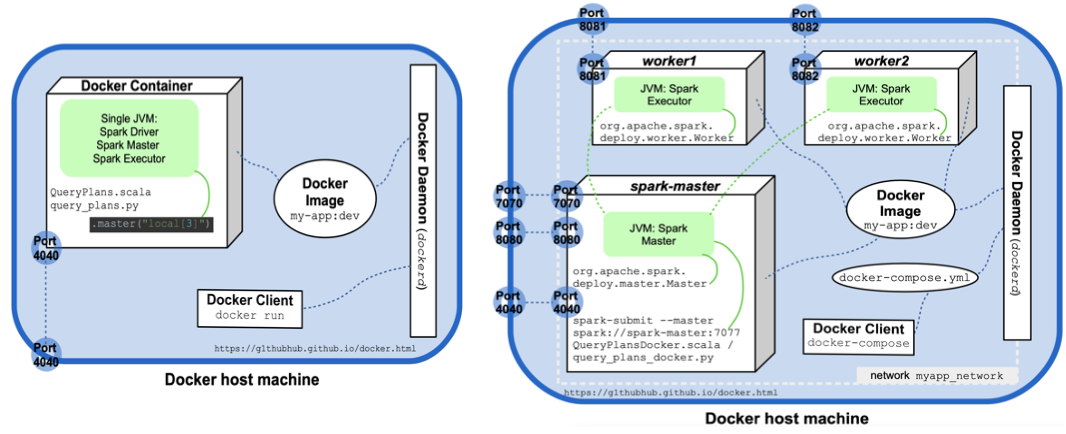 Docker Container
Single JVM:
Spark Driver
Spark Master
Spark Executor
QueryPlans.scala
query_plans.py
.master("local[3]")
Port
4040
Port
4040
Docker
Image
my-app:dev
Docker Daemon (dockerd)
Docker Client
docker run
https://g1thubhub.github.io/docker.html
Docker host machine
Port
8081
Port
8081
Port
8082
Port
8082
worker1
JVM: Spark
Executor
org.apache.spark.
deploy.worker.Worker
worker2
JVM: Spark
Executor
org.apache.spark.
deploy.worker.Worker
Port
7070
Port
7070
Port
8080
Port
8080
Port
4040
Port
4040
spark-master
JVM: Spark
Master
org.apache.spark.
deploy.master.Master
spark-submit --master
spark://spark-master:7077
QueryPlansDocker.scala /
query_plans_docker.py
Docker
Image
my-app:dev
docker-compose.yml
Docker Client
docker-compose
Docker Daemon (dockerd)
network myapp_network
https://g1thubhub.github.io/docker.html
Docker host machine